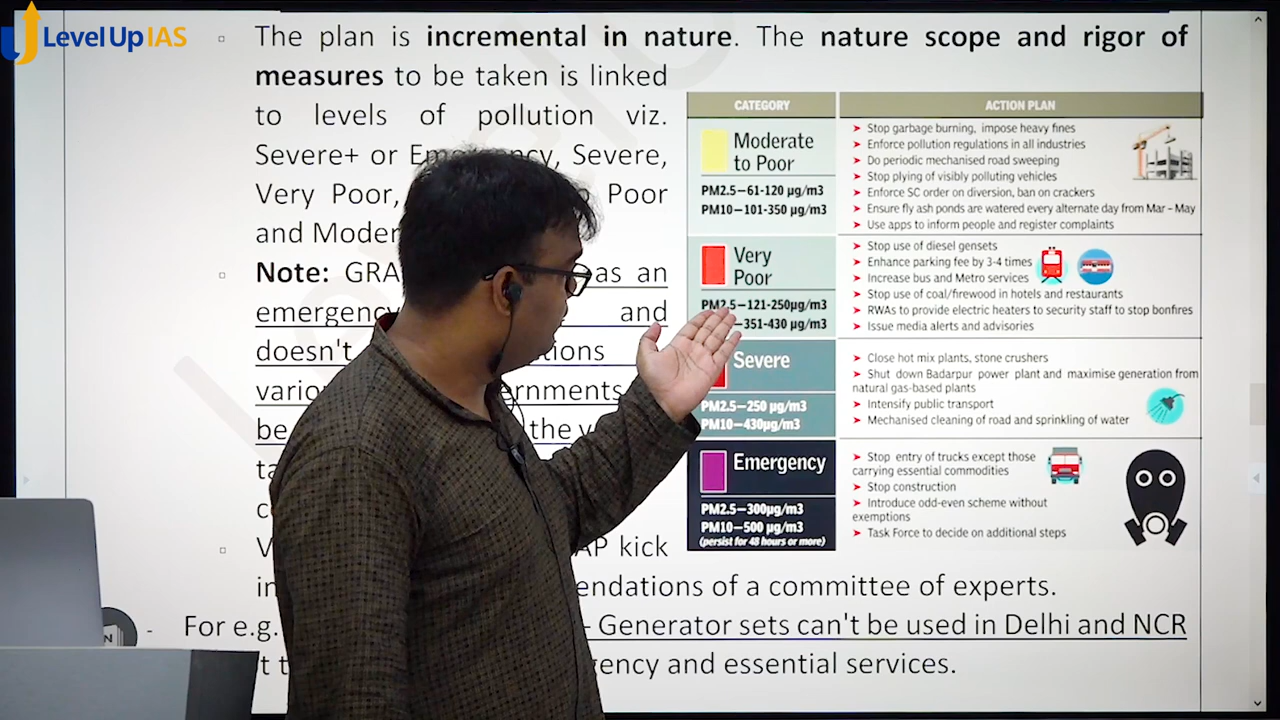 Level Up IAS
The plan is incremental in nature. The nature scope and rigor of
measures to be taken is linked
to levels of pollution viz.
Severe+ or Emergency, Severe,
Very Poor, Poor
and Moder
Note: GRA as an
emergency and
doesn't tions
ernments
be the
GRAP kick
endations of a committee of experts.
- For e.g. - Generator sets can't be used in Delhi and NCR
ency and essential services.
CATEGORY
ACTION PLAN
Moderate
to Poor
PM2.5—61-120 µg/m3
PM10—101-350 µg/m3
➤ Stop garbage burning, impose heavy fines
➤ Enforce pollution regulations in all industries
➤ Do periodic mechanised road sweeping
➤ Stop plying of visibly polluting vehicles
➤ Enforce SC order on diversion, ban on crackers
➤ Ensure fly ash ponds are watered every alternate day from Mar – May
➤ Use apps to inform people and register complaints
Very
Poor
PM2.5—121-250µg/m3
—351-430 µg/m3
➤ Stop use of diesel gensets
➤ Enhance parking fee by 3-4 times
➤ Increase bus and Metro services
➤ Stop use of coal/firewood in hotels and restaurants
➤ RWAs to provide electric heaters to security staff to stop bonfires
➤ Issue media alerts and advisories
Severe
PM2.5—250 µg/m3
PM10—430µg/m3
➤ Close hot mix plants, stone crushers
➤ Shut down Badarpur power plant and maximise generation from
natural gas-based plants
➤ Intensify public transport
➤ Mechanised cleaning of road and sprinkling of water
Emergency
PM2.5—300µg/m3
PM10—500 µg/m3
(persist for 48 hours or more)
➤ Stop entry of trucks except those
carrying essential commodities
➤ Stop construction
➤ Introduce odd-even scheme without
exemptions
➤ Task Force to decide on additional steps